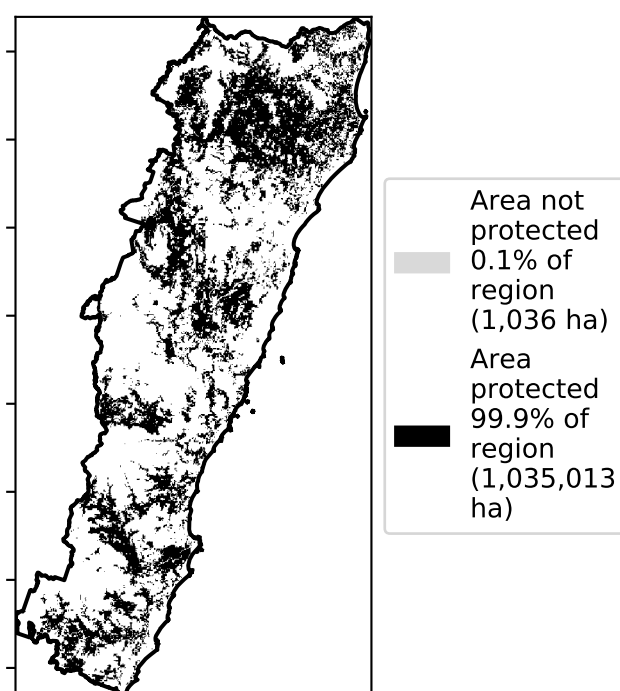 Area not
protected
0.1% of
region
(1,036 ha)
Area
protected
99.9% of
region
(1,035,013
ha)